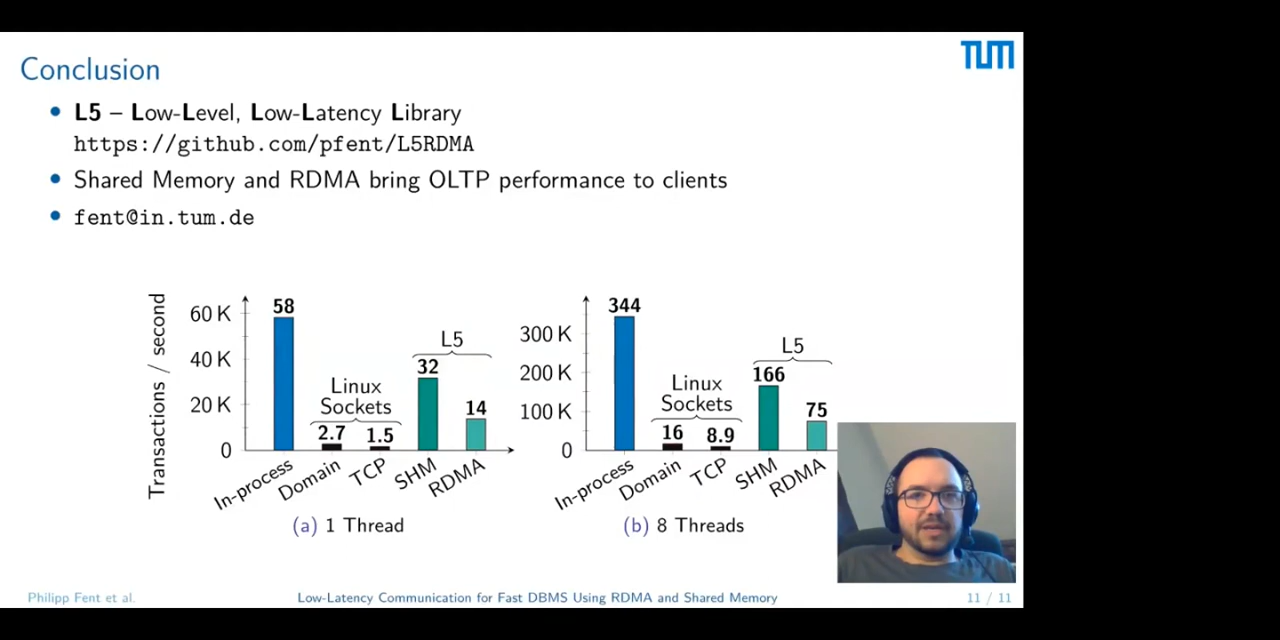 TUM
Conclusion
• L5 – Low-Level, Low-Latency Library
https://github.com/pfent/L5RDMA
• Shared Memory and RDMA bring OLTP performance to clients
• fent@in.tum.de
Transactions / second
60 K
40 K
20 K
0
58
Linux
Sockets
2.7
1.5
L5
32
14
In-process
Domain
TCP
SHM
RDMA
(a) 1 Thread
300 K
200 K
100 K
0
344
Linux
Sockets
16
8.9
L5
166
75
In-process
Domain
TCP
SHM
RDMA
(b) 8 Threads
Philipp Fent et al.
Low-Latency Communication for Fast DBMS Using RDMA and Shared Memory
11 / 11